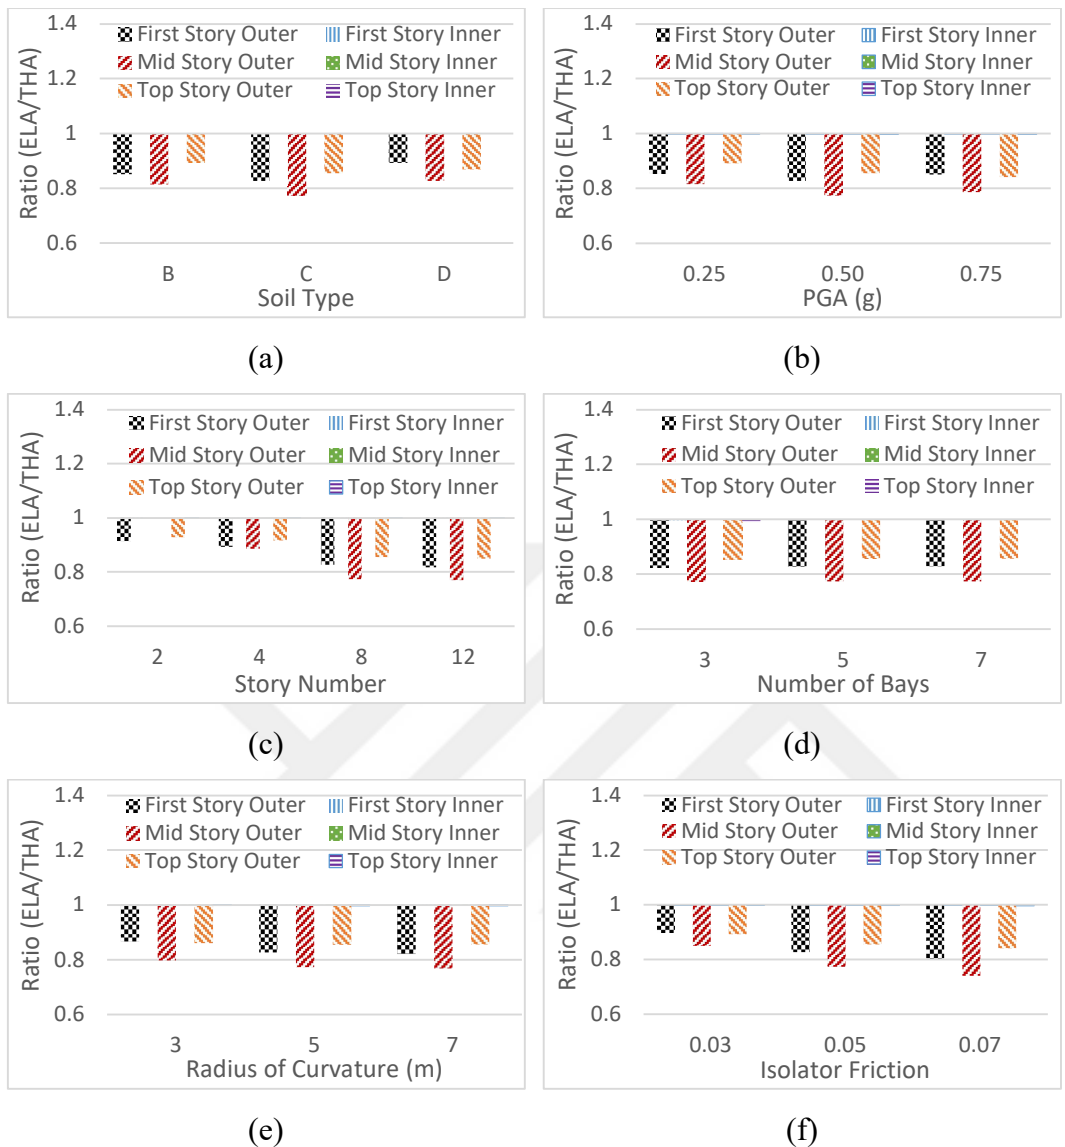 Ratio (ELA/THA)
1.4
1.2
1
0.8
0.6
First Story Outer First Story Inner
Mid Story Outer Mid Story Inner
Top Story Outer Top Story Inner
B C D
Soil Type
(a)
Ratio (ELA/THA)
1.4
1.2
1
0.8
0.6
First Story Outer First Story Inner
Mid Story Outer Mid Story Inner
Top Story Outer Top Story Inner
0.25 0.50 0.75
PGA (g)
(b)
Ratio (ELA/THA)
1.4
1.2
1
0.8
0.6
First Story Outer First Story Inner
Mid Story Outer Mid Story Inner
Top Story Outer Top Story Inner
2 4 8 12
Story Number
(c)
Ratio (ELA/THA)
1.4
1.2
1
0.8
0.6
First Story Outer First Story Inner
Mid Story Outer Mid Story Inner
Top Story Outer Top Story Inner
3 5 7
Number of Bays
(d)
Ratio (ELA/THA)
1.4
1.2
1
0.8
0.6
First Story Outer First Story Inner
Mid Story Outer Mid Story Inner
Top Story Outer Top Story Inner
3 5 7
Radius of Curvature (m)
(e)
Ratio (ELA/THA)
1.4
1.2
1
0.8
0.6
First Story Outer First Story Inner
Mid Story Outer Mid Story Inner
Top Story Outer Top Story Inner
0.03 0.05 0.07
Isolator Friction
(f)